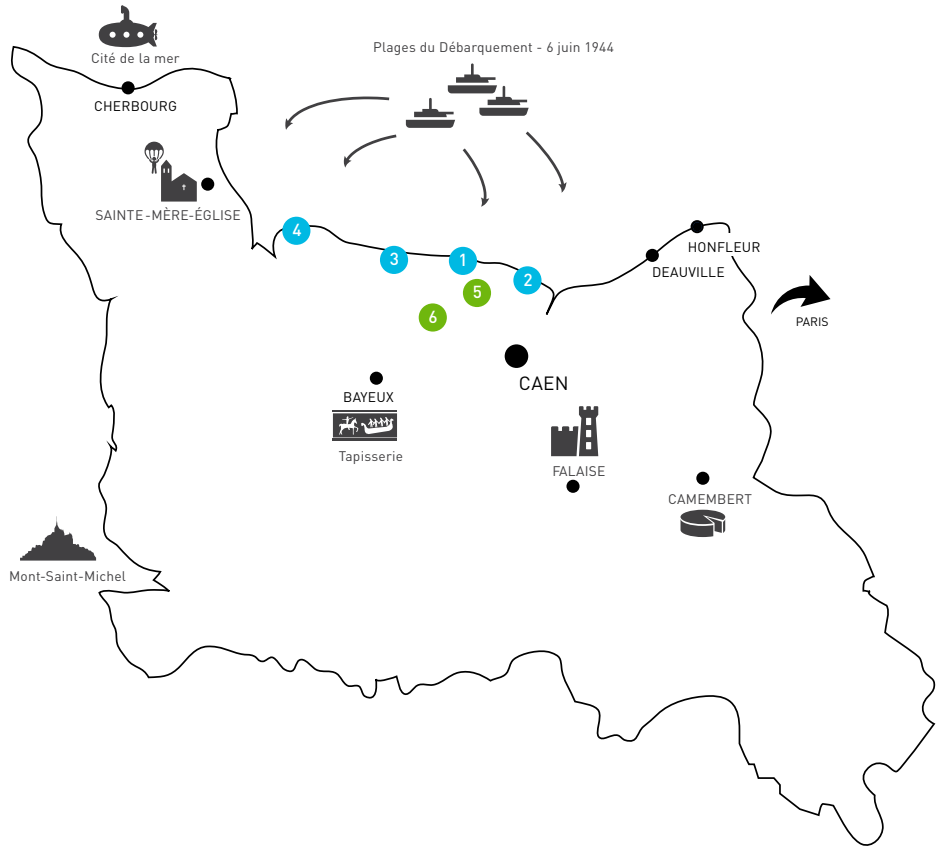 Cité de la mer
Plages du Débarquement - 6 juin 1944
CHERBOURG
SAINTE-MÈRE-ÉGLISE
4
3
1
2
5
6
HONFLEUR
DEAUVILLE
PARIS
CAEN
BAYEUX
Tapisserie
FALAISE
CAMEMBERT
Mont-Saint-Michel